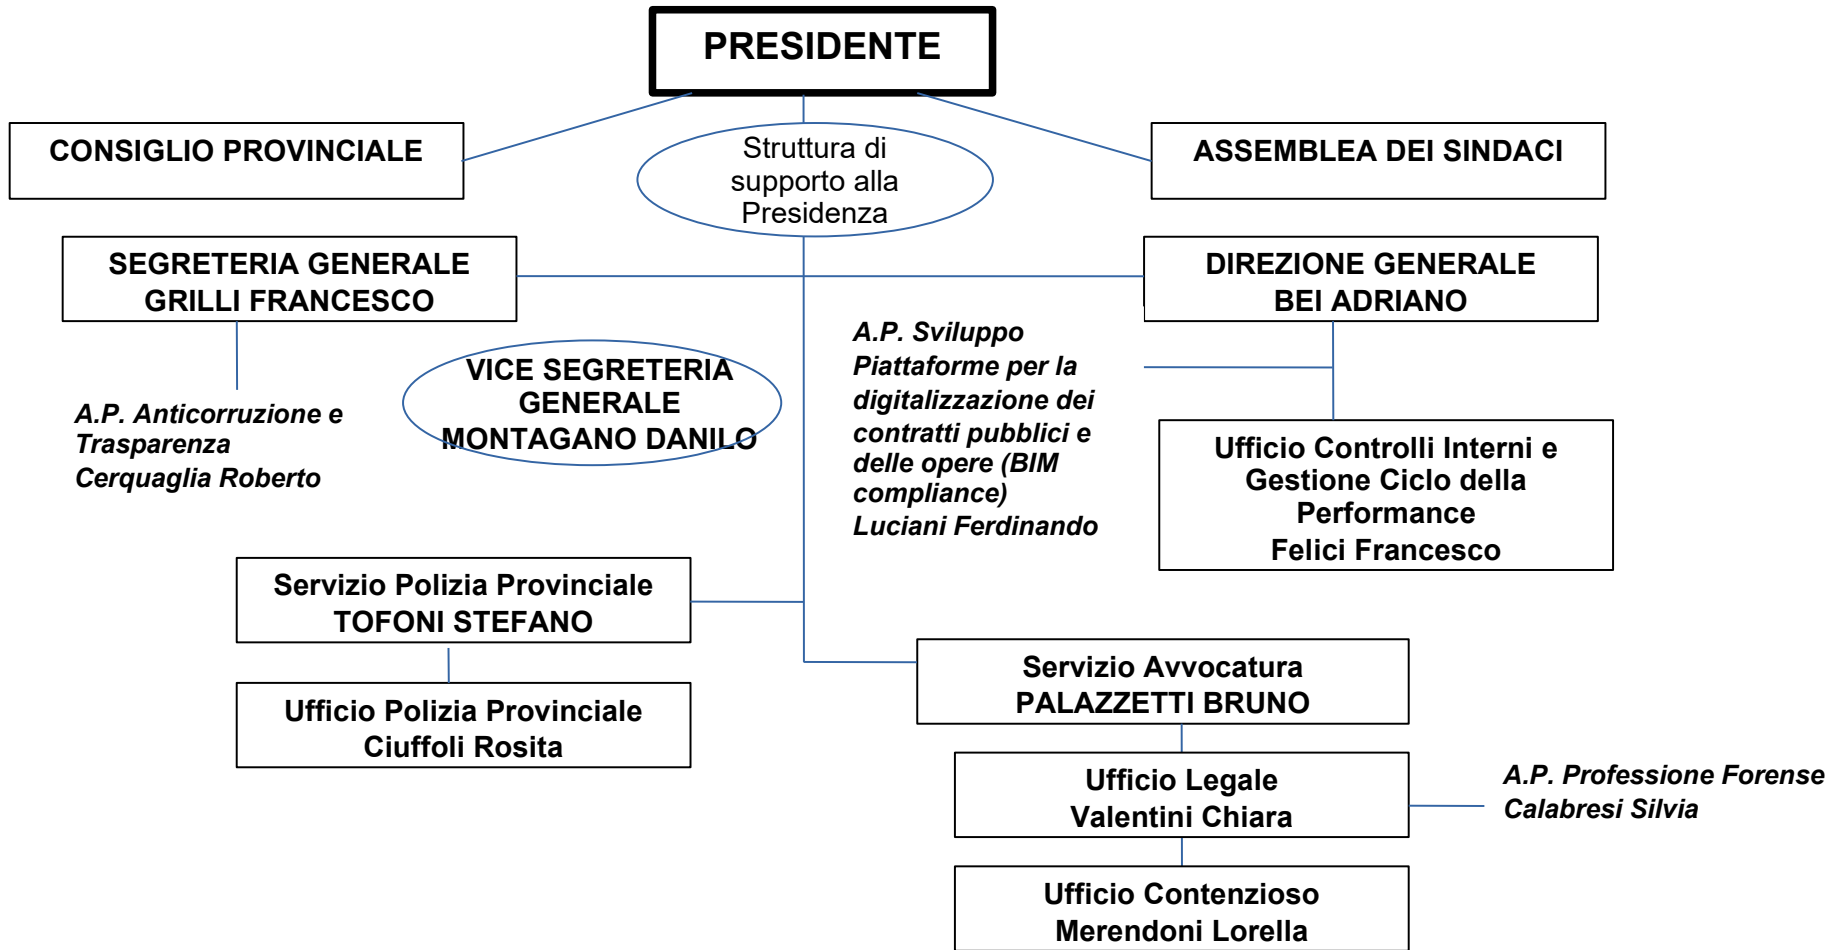 PRESIDENTE
CONSIGLIO PROVINCIALE
Struttura di
supporto alla
Presidenza
ASSEMBLEA DEI SINDACI
SEGRETERIA GENERALE
GRILLI FRANCESCO
DIREZIONE GENERALE
BEI ADRIANO
VICE SEGRETERIA
GENERALE
MONTAGANO DANILO
A.P. Anticorruzione e
Trasparenza
Cerquaglia Roberto
A.P. Sviluppo
Piattaforme per la
digitalizzazione dei
contratti pubblici e
delle opere (BIM
compliance)
Luciani Ferdinando
Ufficio Controlli Interni e
Gestione Ciclo della
Performance
Felici Francesco
Servizio Polizia Provinciale
TOFONI STEFANO
Ufficio Polizia Provinciale
Ciuffoli Rosita
Servizio Avvocatura
PALAZZETTI BRUNO
Ufficio Legale
Valentini Chiara
A.P. Professione Forense
Calabresi Silvia
Ufficio Contenzioso
Merendoni Lorella